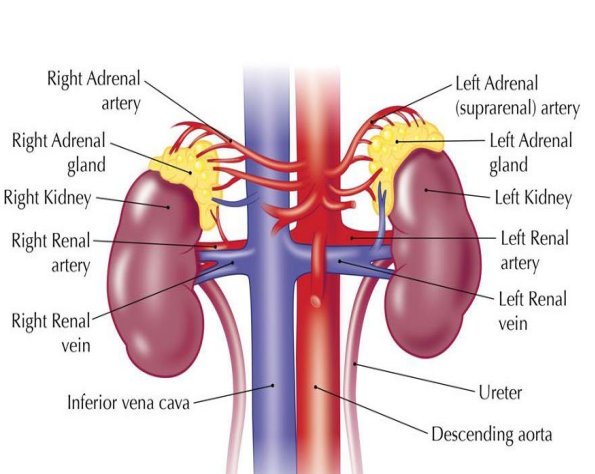 Right Adrenal
artery
Right Adrenal
gland
Right Kidney
Right Renal
artery
Right Renal
vein
Inferior vena cava
Left Adrenal
(suprarenal) artery
Left Adrenal
gland
Left Kidney
Left Renal
artery
Left Renal
vein
Ureter
Descending aorta